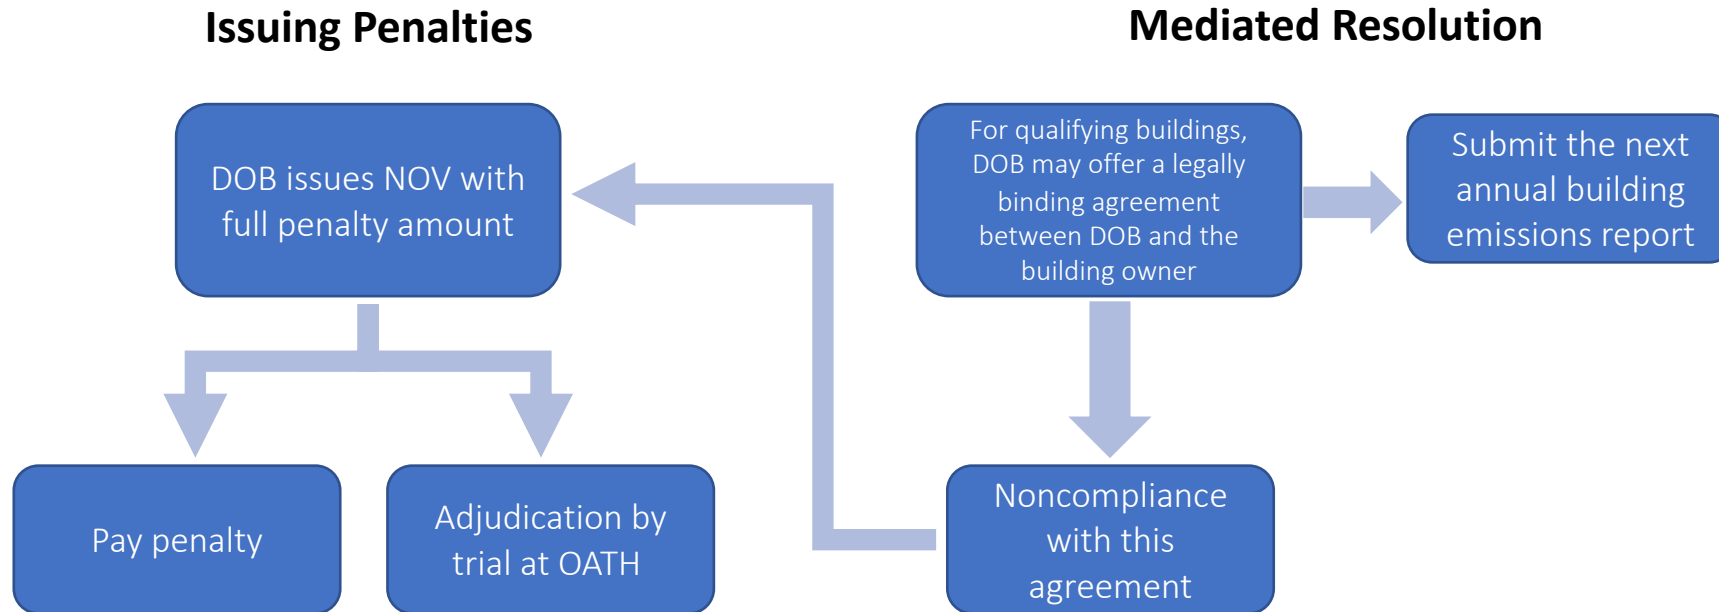 Issuing Penalties
Mediated Resolution
DOB issues NOV with
full penalty amount
For qualifying buildings,
DOB may offer a legally
binding agreement
between DOB and the
building owner
Submit the next
annual building
emissions report
Pay penalty
Adjudication by
trial at OATH
Noncompliance
with this
agreement